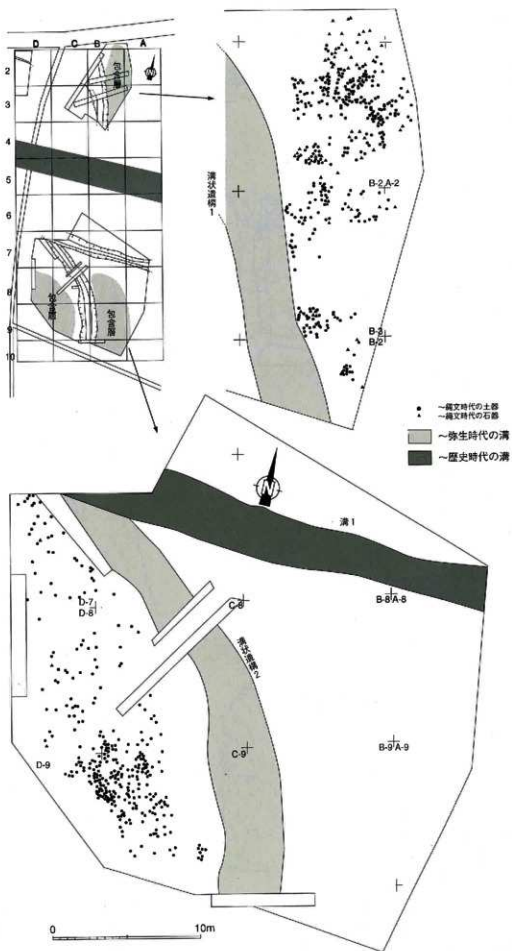 D C B A
2
3
4
5
6
7
8
9
10
包含層
包含層
包含層
N
溝状遺構1
B-2 A-2
B-3
B-2
~縄文時代の土器
~縄文時代の石器
~弥生時代の溝
~歴史時代の溝
N
溝1
D-7
D-8
C-8
B-8 A-8
溝状遺構2
D-9
C-9
B-9 A-9
0 10m